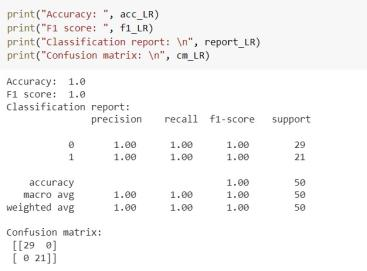 print("Accuracy: ", acc_LR)
print("F1 score: ", f1_LR)
print("Classification report: \n", report_LR)
print("Confusion matrix: \n", cm_LR)
Accuracy:  1.0
F1 score:  1.0
Classification report:
               precision    recall  f1-score   support
           0       1.00      1.00      1.00        29
           1       1.00      1.00      1.00        21
    accuracy                           1.00        50
   macro avg       1.00      1.00      1.00        50
weighted avg       1.00      1.00      1.00        50
Confusion matrix:
 [[29  0]
 [ 0 21]]